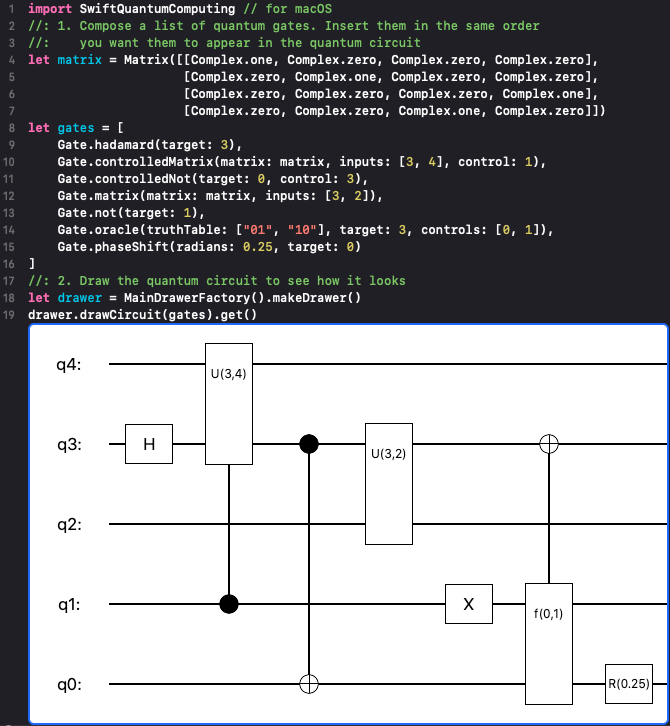 1 import SwiftQuantumComputing // for macOS
2 //: 1. Compose a list of quantum gates. Insert them in the same order
3 //:    you want them to appear in the quantum circuit
4 let matrix = Matrix([[Complex.one, Complex.zero, Complex.zero, Complex.zero],
5                     [Complex.zero, Complex.one, Complex.zero, Complex.zero],
6                     [Complex.zero, Complex.zero, Complex.zero, Complex.one],
7                     [Complex.zero, Complex.zero, Complex.one, Complex.zero]])
8 let gates = [
9     Gate.hadamard(target: 3),
10     Gate.controlledMatrix(matrix: matrix, inputs: [3, 4], control: 1),
11     Gate.controlledNot(target: 0, control: 3),
12     Gate.matrix(matrix: matrix, inputs: [3, 2]),
13     Gate.not(target: 1),
14     Gate.oracle(truthTable: ["01", "10"], target: 3, controls: [0, 1]),
15     Gate.phaseShift(radians: 0.25, target: 0)
16 ]
17 //: 2. Draw the quantum circuit to see how it looks
18 let drawer = MainDrawerFactory().makeDrawer()
19 drawer.drawCircuit(gates).get()
q4: U(3,4)
q3: H U(3,2)
q2:
q1: X f(0,1)
q0: R(0.25)